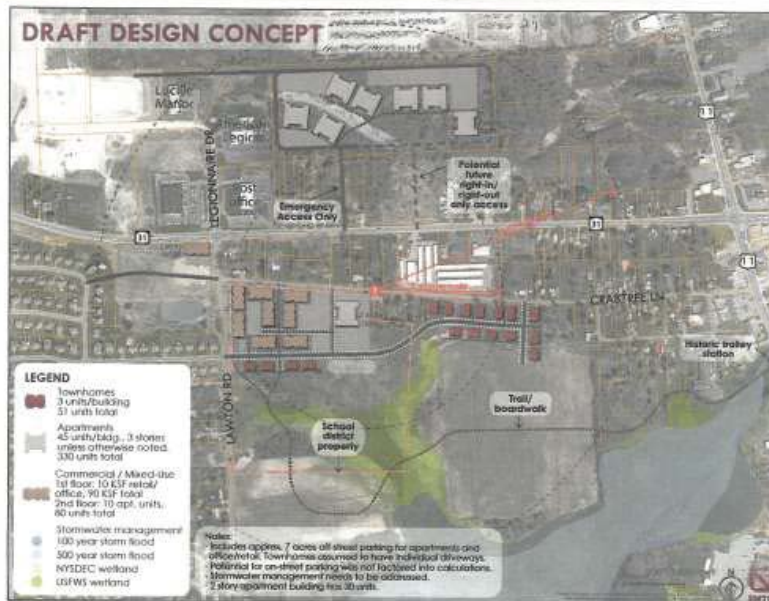 DRAFT DESIGN CONCEPT
Lucille
Manor
American
Legion
LEGIONNAIRE DR
Post
office
Emergency
Access Only
Potential
future
right-in/
right-out
only access
11
31
31
11
CRABTREE LN
Historic trolley
station
LAWTON RD
School
district
property
Trail/
boardwalk
LEGEND
Townhomes
3 units/building
51 units total
Apartments
45 units/bldg., 3 stories
unless otherwise noted.
330 units total
Commercial / Mixed-Use
1st floor: 10 KSF retail/
office, 90 KSF total
2nd floor: 10 apt. units,
80 units total
Stormwater management
100 year storm flood
500 year storm flood
NYSDEC wetland
USFWS wetland
Notes:
Includes approx. 7 acres off-street parking for apartments and
office/retail. Townhomes assumed to have individual driveways.
Potential for on-street parking was not factored into calculations.
Stormwater management needs to be addressed.
2 story apartment building has 30 units.